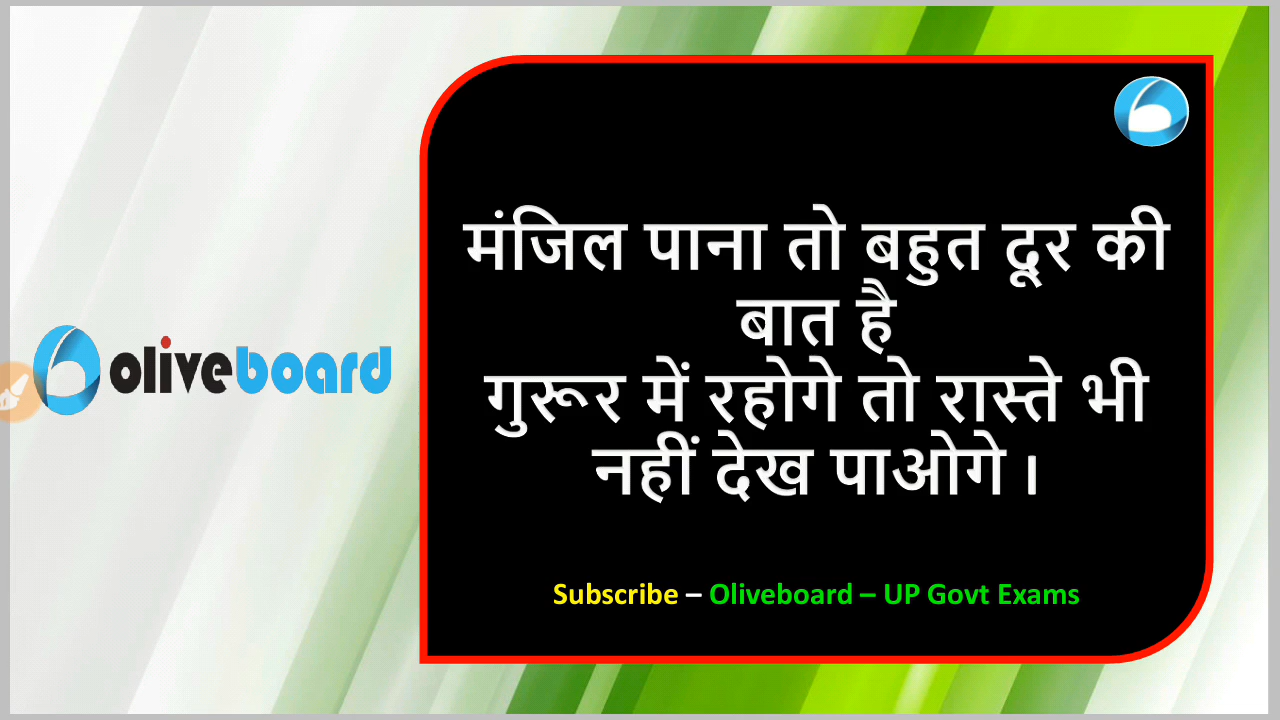 oliveboard
मंजिल पाना तो बहुत दूर की
बात है
गुरूर में रहोगे तो रास्ते भी
नहीं देख पाओगे ।
Subscribe – Oliveboard – UP Govt Exams